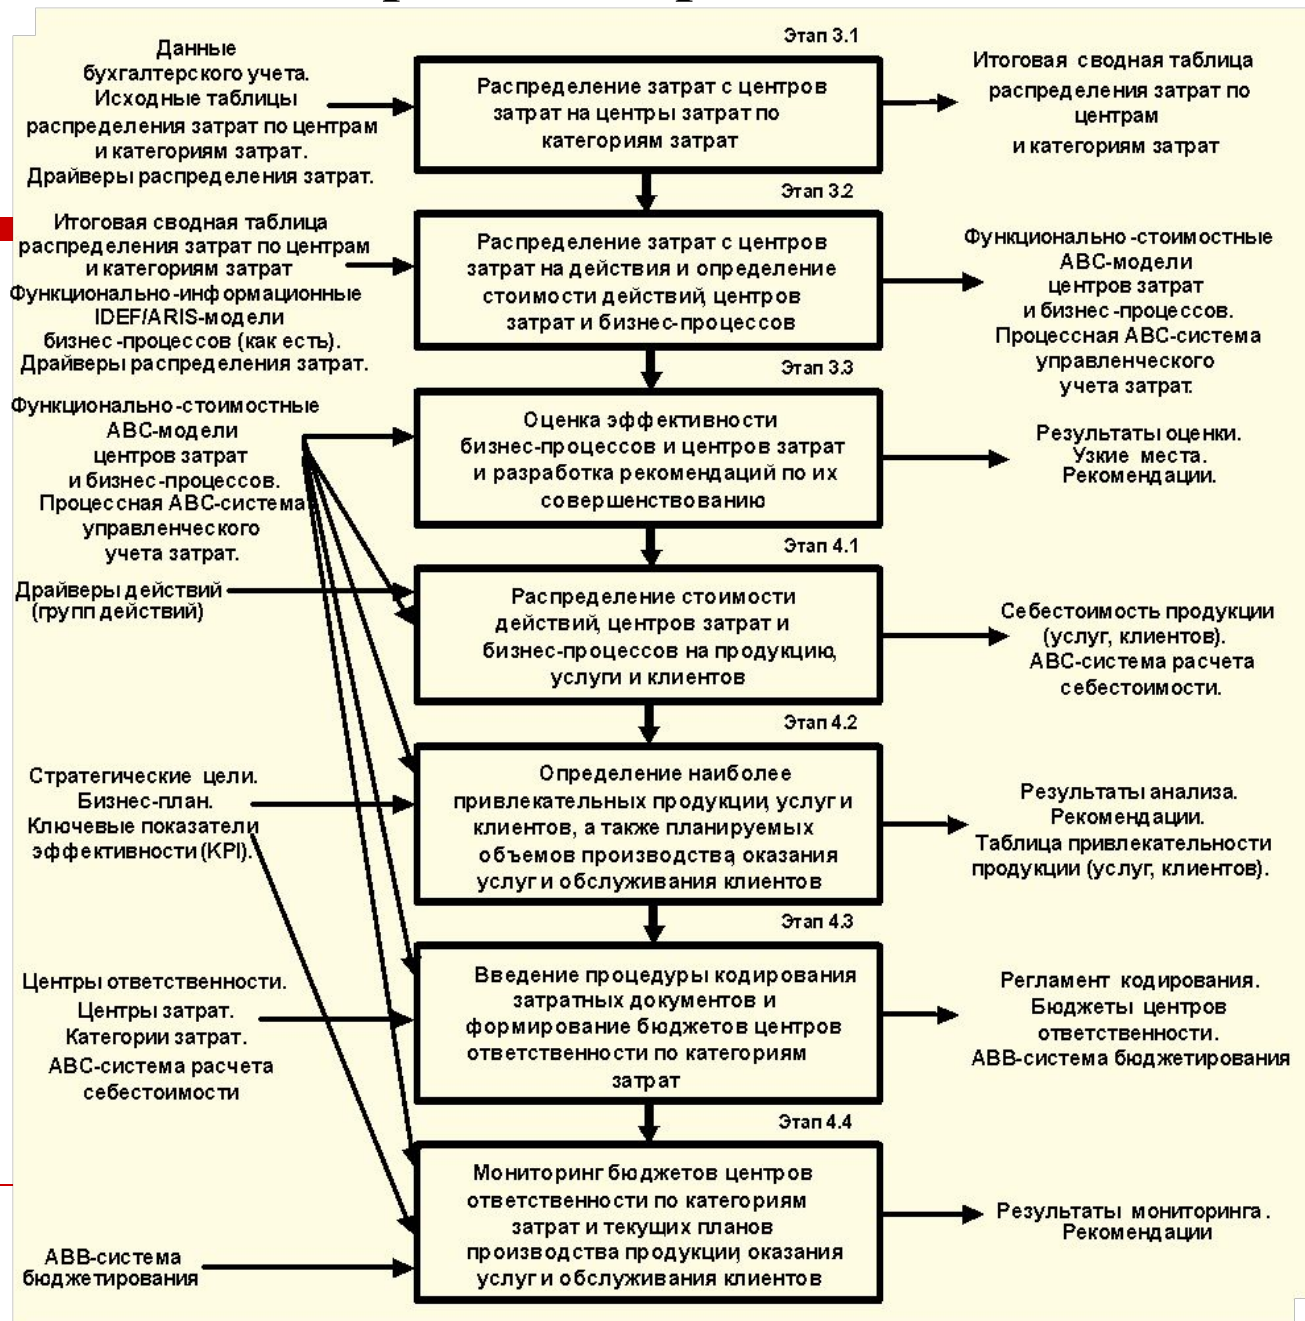 Этап 3.1
Данные
бухгалтерского учета.
Исходные таблицы
распределения затрат по центрам
и категориям затрат.
Драйверы распределения затрат.
Распределение затрат с центров
затрат на центры затрат по
категориям затрат
Итоговая сводная таблица
распределения затрат по
центрам
и категориям затрат
Этап 3.2
Итоговая сводная таблица
распределения затрат по центрам
и категориям затрат
Функционально-информационные
IDEF/ARIS-модели
бизнес-процессов (как есть).
Драйверы распределения затрат.
Распределение затрат с центров
затрат на действия и определение
стоимости действий, центров
затрат и бизнес-процессов
Функционально-стоимостные
АВС-модели
центров затрат
и бизнес-процессов.
Процессная АВС-система
управленческого
учета затрат.
Этап 3.3
Функционально-стоимостные
АВС-модели
центров затрат
и бизнес-процессов.
Процессная АВС-система
управленческого
учета затрат.
Оценка эффективности
бизнес-процессов и центров затрат
и разработка рекомендаций по их
совершенствованию
Результаты оценки.
Узкие места.
Рекомендации.
Этап 4.1
Драйверы действий
(групп действий)
Распределение стоимости
действий, центров затрат и
бизнес-процессов на продукцию,
услуги и клиентов
Себестоимость продукции
(услуг, клиентов).
АВС-система расчета
себестоимости.
Этап 4.2
Стратегические цели.
Бизнес-план.
Ключевые показатели
эффективности (KPI).
Определение наиболее
привлекательных продукции, услуг и
клиентов, а также планируемых
объемов производства, оказания
услуг и обслуживания клиентов
Результаты анализа.
Рекомендации.
Таблица привлекательности
продукции (услуг, клиентов).
Этап 4.3
Центры ответственности.
Центры затрат.
Категории затрат.
АВС-система расчета
себестоимости
Введение процедуры кодирования
затратных документов и
формирование бюджетов центров
ответственности по категориям
затрат
Регламент кодирования.
Бюджеты центров
ответственности.
АВВ-система бюджетирования
Этап 4.4
АВВ-система
бюджетирования
Мониторинг бюджетов центров
ответственности по категориям
затрат и текущих планов
производства продукции, оказания
услуг и обслуживания клиентов
Результаты мониторинга.
Рекомендации